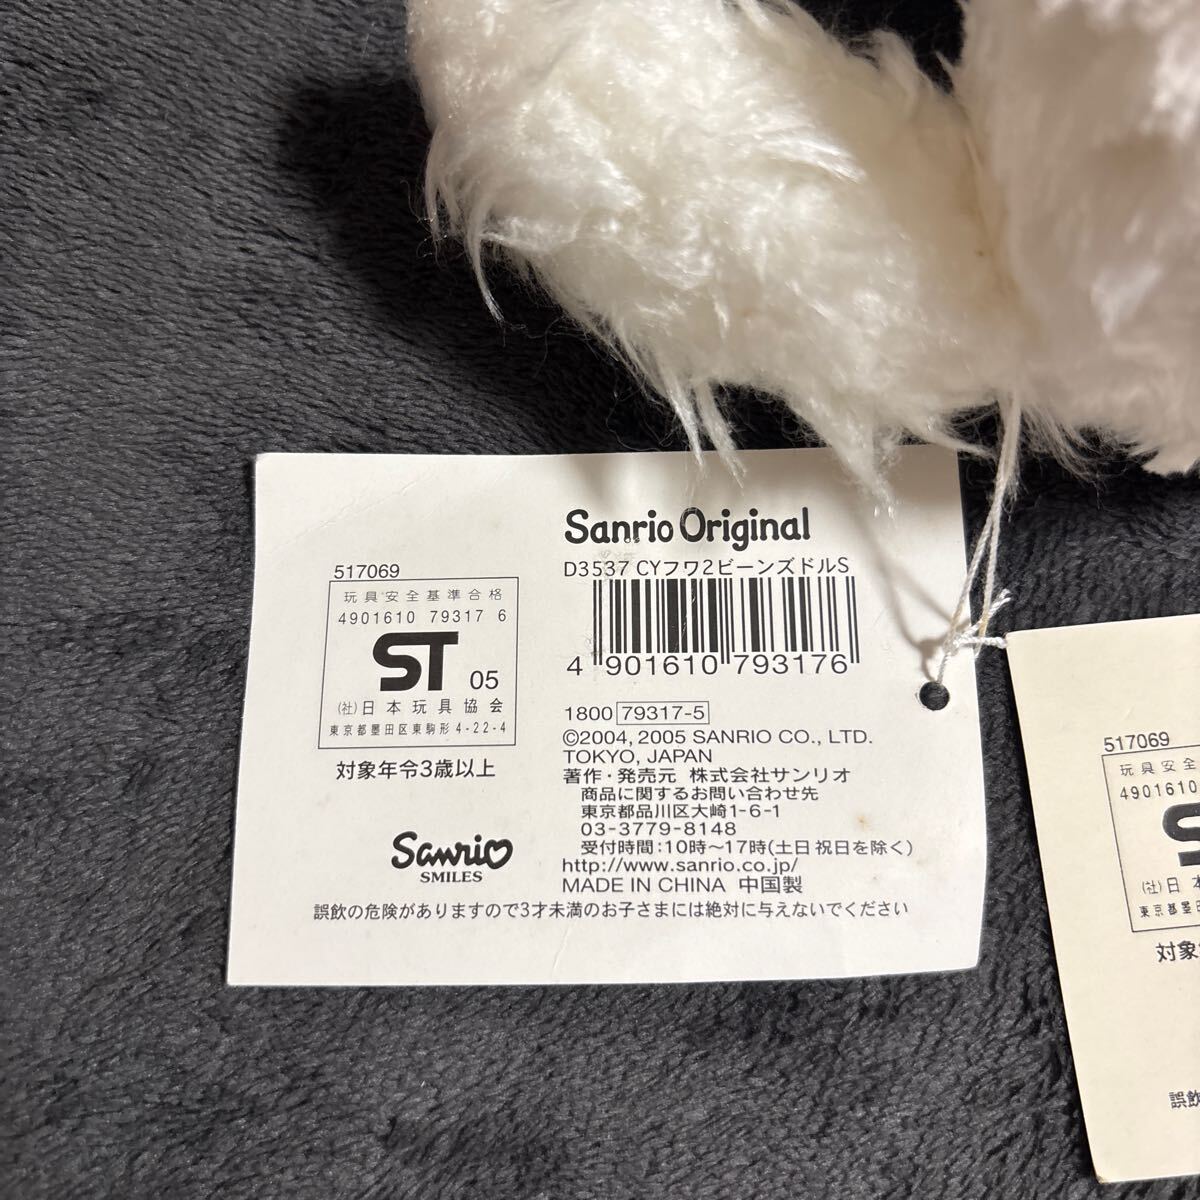 517069
玩具安全基準合格
4901610 79317 6
ST 05
(社)日本玩具協会
東京都墨田区東駒形4-22-4
対象年令3歳以上
Sanrio
SMILES
Sanrio Original
D3537 CYフワ2ビーンズドルS
4 901610 793176
1800 79317-5
©2004, 2005 SANRIO CO., LTD.
TOKYO, JAPAN
著作・発売元 株式会社サンリオ
商品に関するお問い合わせ先
東京都品川区大崎1-6-1
03-3779-8148
受付時間:10時～17時(土日祝日を除く)
http://www.sanrio.co.jp/
MADE IN CHINA 中国製
誤飲の危険がありますので3才未満のお子さまには絶対に与えないでください
517069
玩具安全
4901610
S
(社)日本
東京都墨田
対象
誤飲